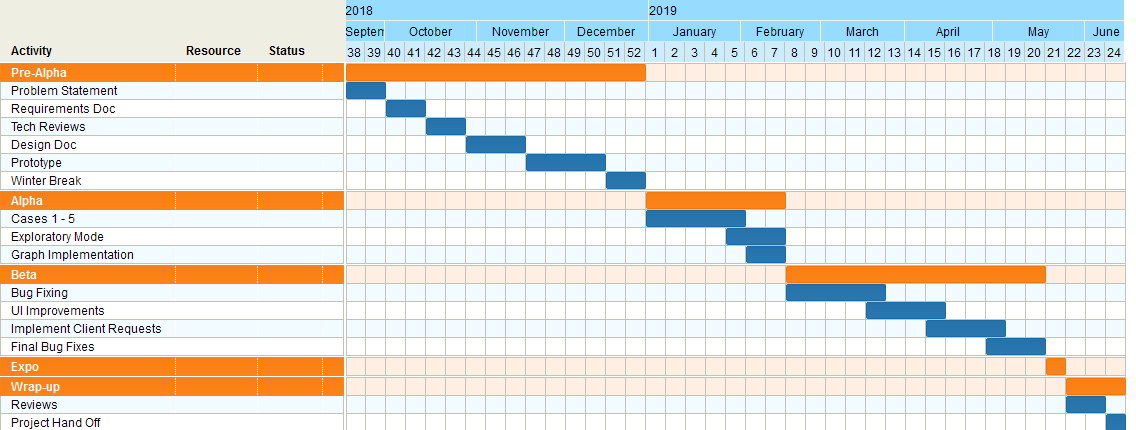 2018 2019
Septem October November December January February March April May June
Activity Resource Status
38 39 40 41 42 43 44 45 46 47 48 49 50 51 52 1 2 3 4 5 6 7 8 9 10 11 12 13 14 15 16 17 18 19 20 21 22 23 24
Pre-Alpha
Problem Statement
Requirements Doc
Tech Reviews
Design Doc
Prototype
Winter Break
Alpha
Cases 1 - 5
Exploratory Mode
Graph Implementation
Beta
Bug Fixing
UI Improvements
Implement Client Requests
Final Bug Fixes
Expo
Wrap-up
Reviews
Project Hand Off